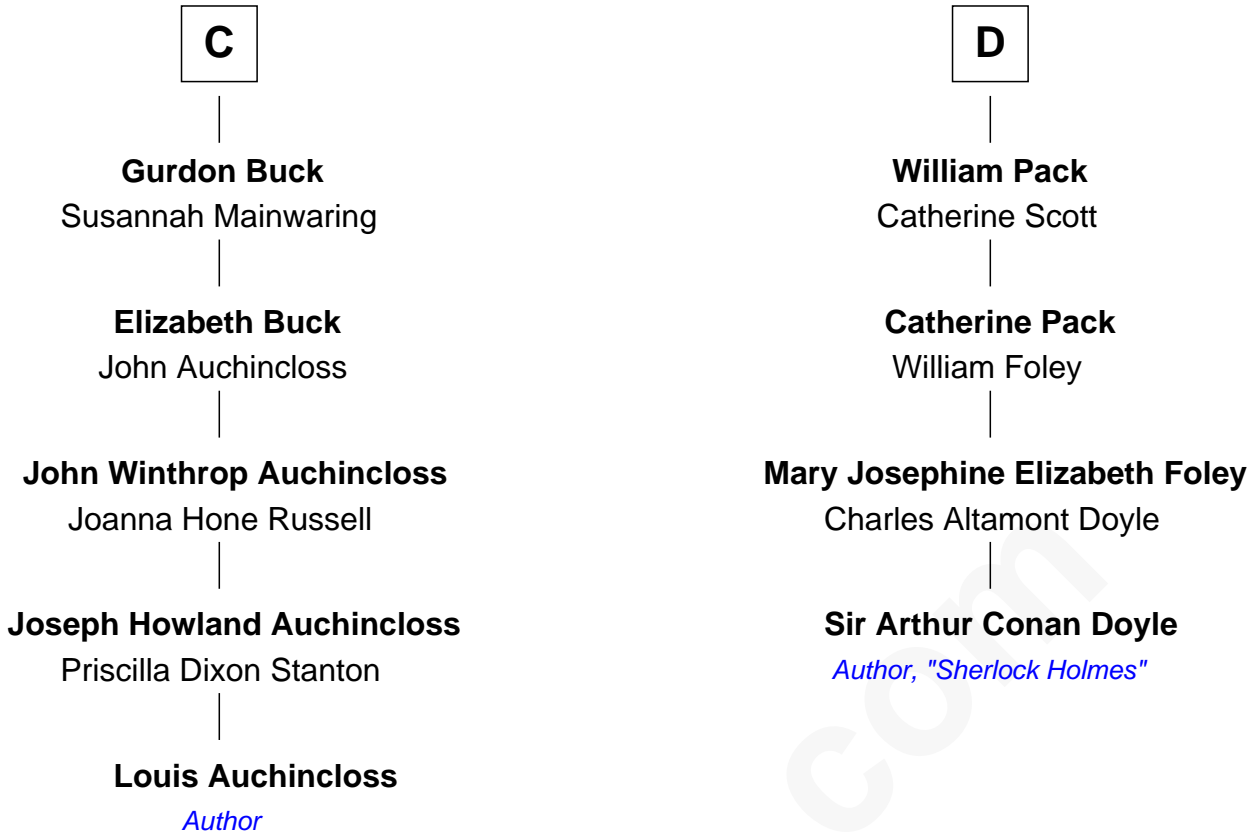 C
Gurdon Buck
Susannah Mainwaring
Elizabeth Buck
John Auchincloss
John Winthrop Auchincloss
Joanna Hone Russell
Joseph Howland Auchincloss
Priscilla Dixon Stanton
Louis Auchincloss
Author
D
William Pack
Catherine Scott
Catherine Pack
William Foley
Mary Josephine Elizabeth Foley
Charles Altamont Doyle
Sir Arthur Conan Doyle
Author, "Sherlock Holmes"
com